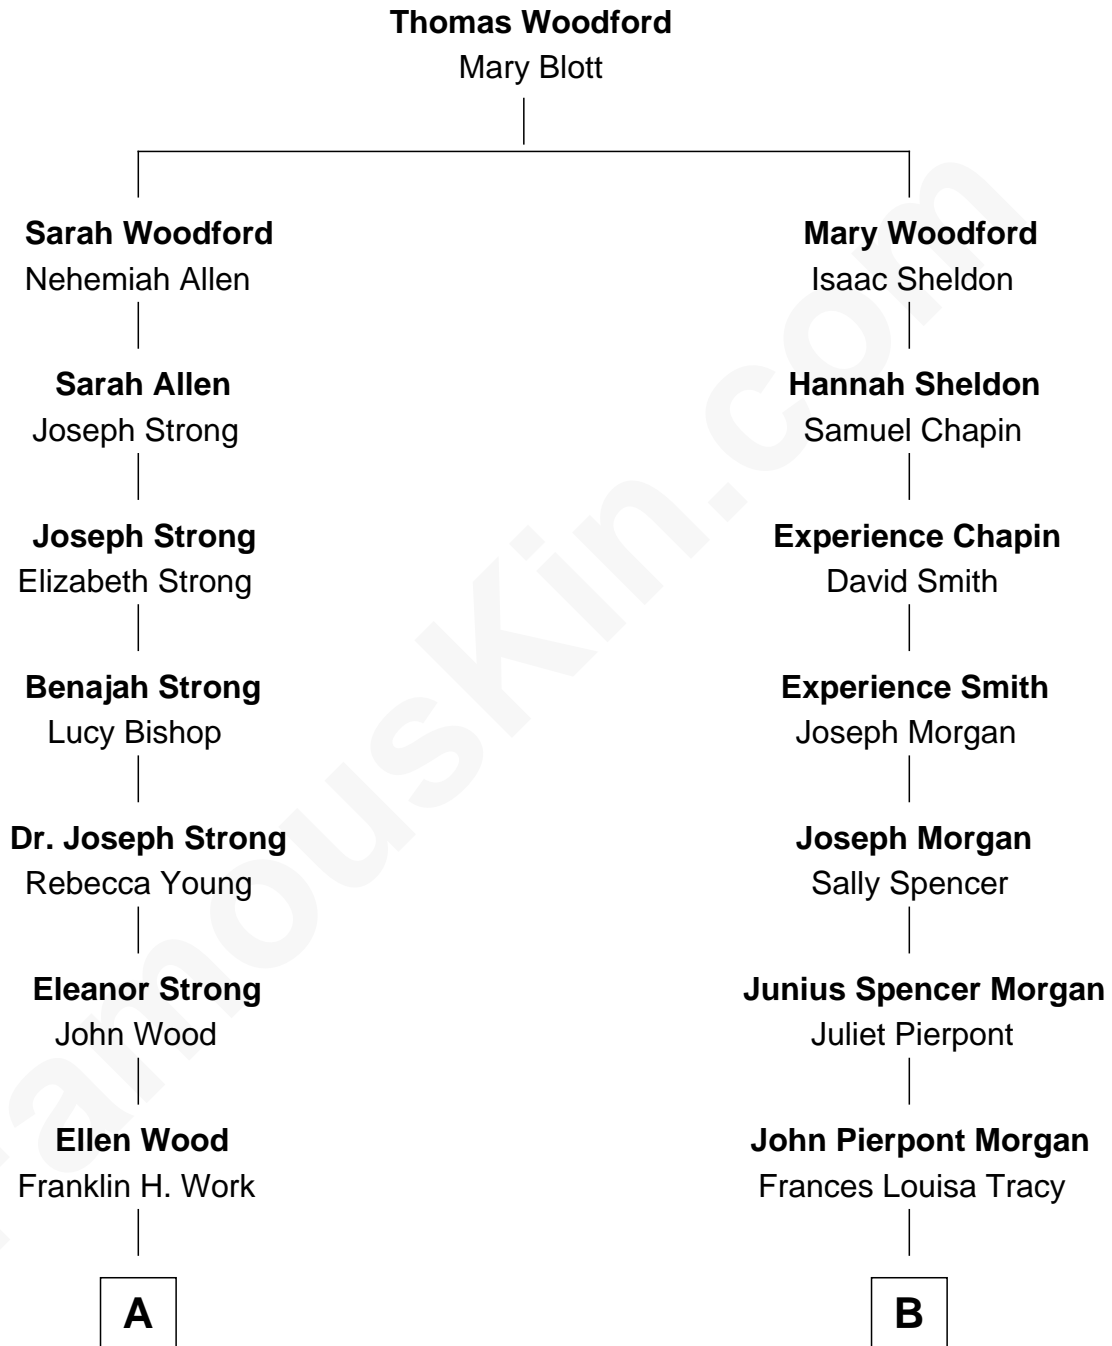 Thomas Woodford
Mary Blott
Sarah Woodford
Nehemiah Allen
Mary Woodford
Isaac Sheldon
Sarah Allen
Joseph Strong
Hannah Sheldon
Samuel Chapin
Joseph Strong
Elizabeth Strong
Experience Chapin
David Smith
Benajah Strong
Lucy Bishop
Experience Smith
Joseph Morgan
Dr. Joseph Strong
Rebecca Young
Joseph Morgan
Sally Spencer
Eleanor Strong
John Wood
Junius Spencer Morgan
Juliet Pierpont
Ellen Wood
Franklin H. Work
John Pierpont Morgan
Frances Louisa Tracy
A
B
FamousKin.com